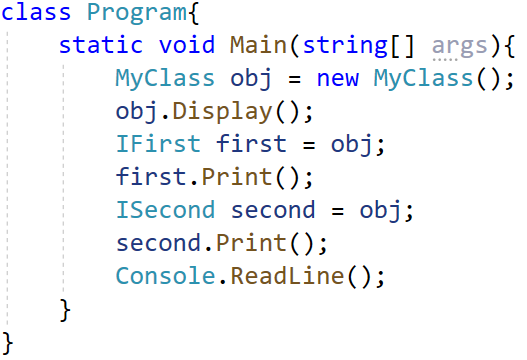 class Program{
static void Main(string[] args){
MyClass obj = new MyClass();
obj.Display();
IFirst first = obj;
first.Print();
ISecond second = obj;
second.Print();
Console.ReadLine();
}
}